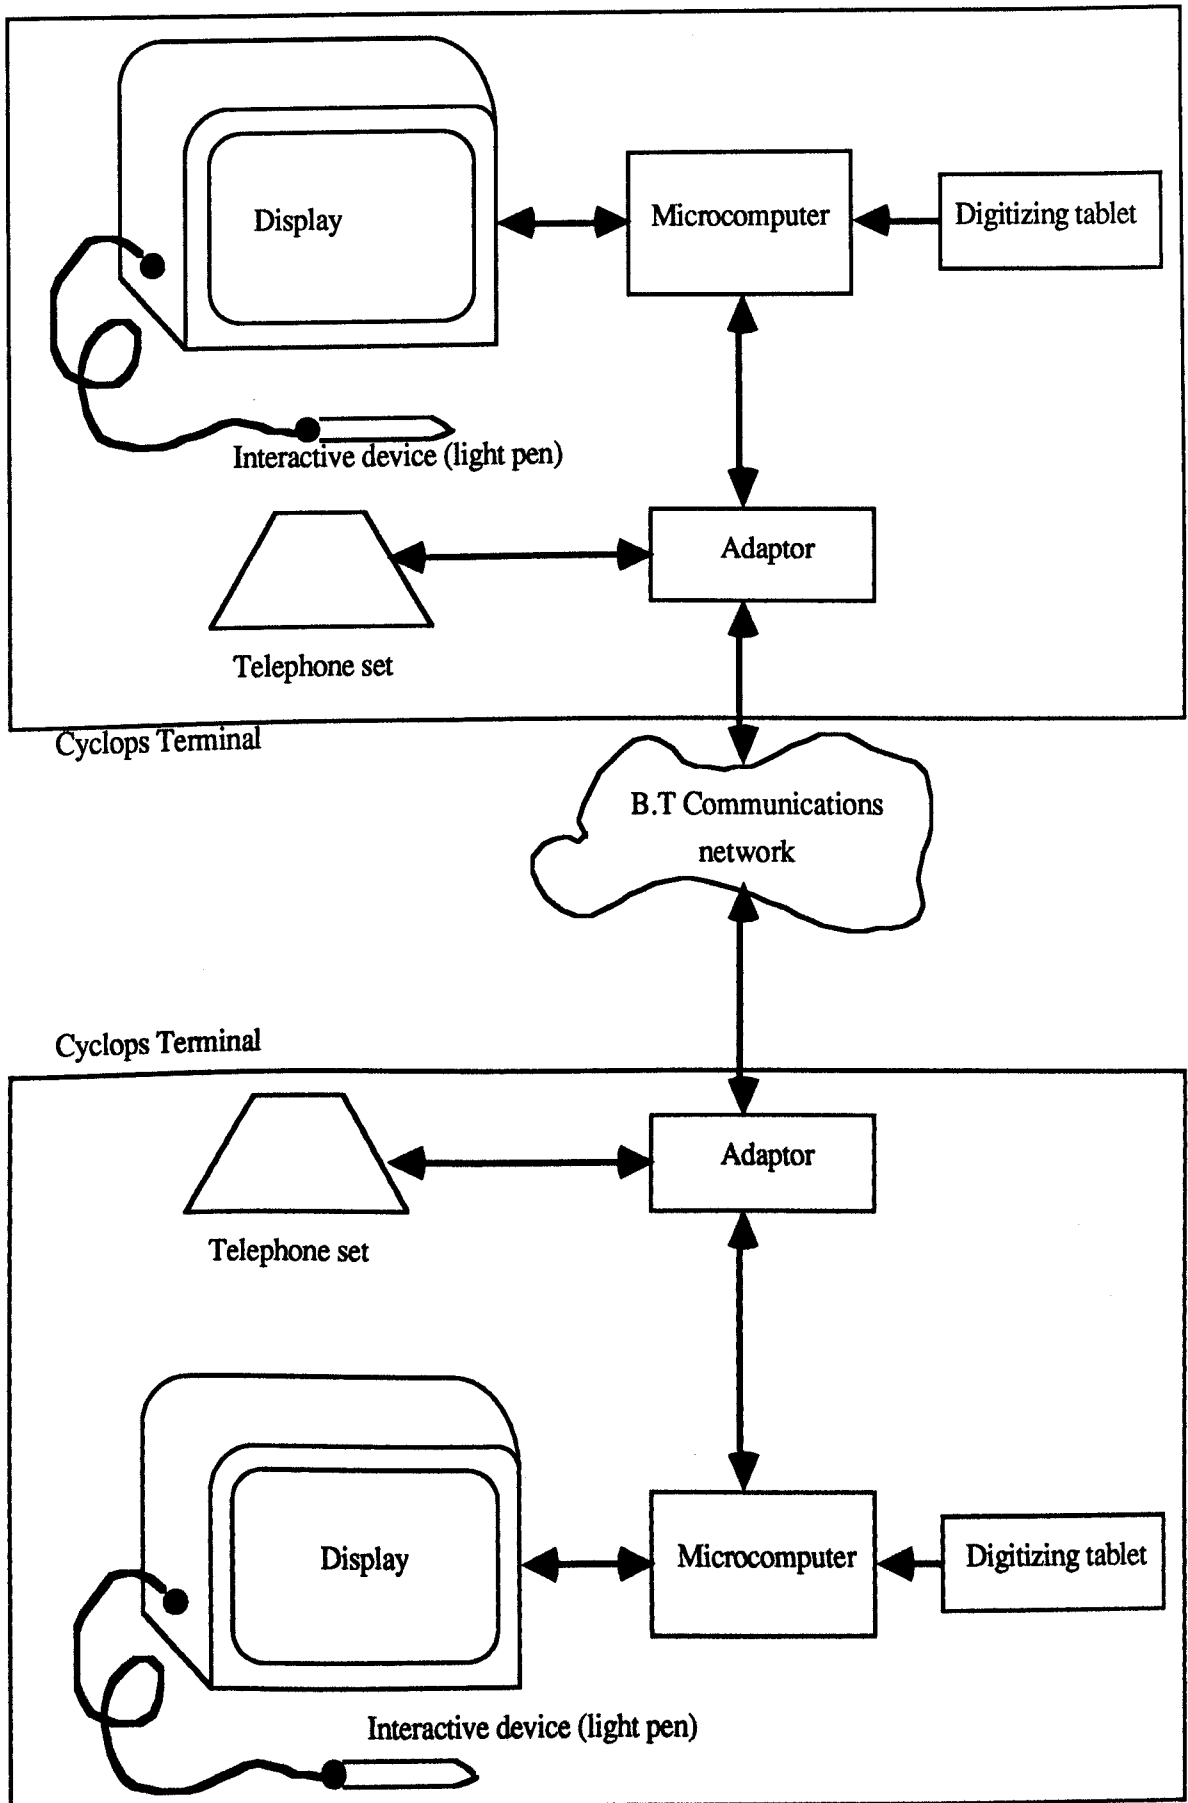 Display
Microcomputer
Digitizing tablet
Interactive device (light pen)
Adaptor
Telephone set
Cyclops Terminal
B.T Communications
network
Cyclops Terminal
Adaptor
Telephone set
Display
Microcomputer
Digitizing tablet
Interactive device (light pen)